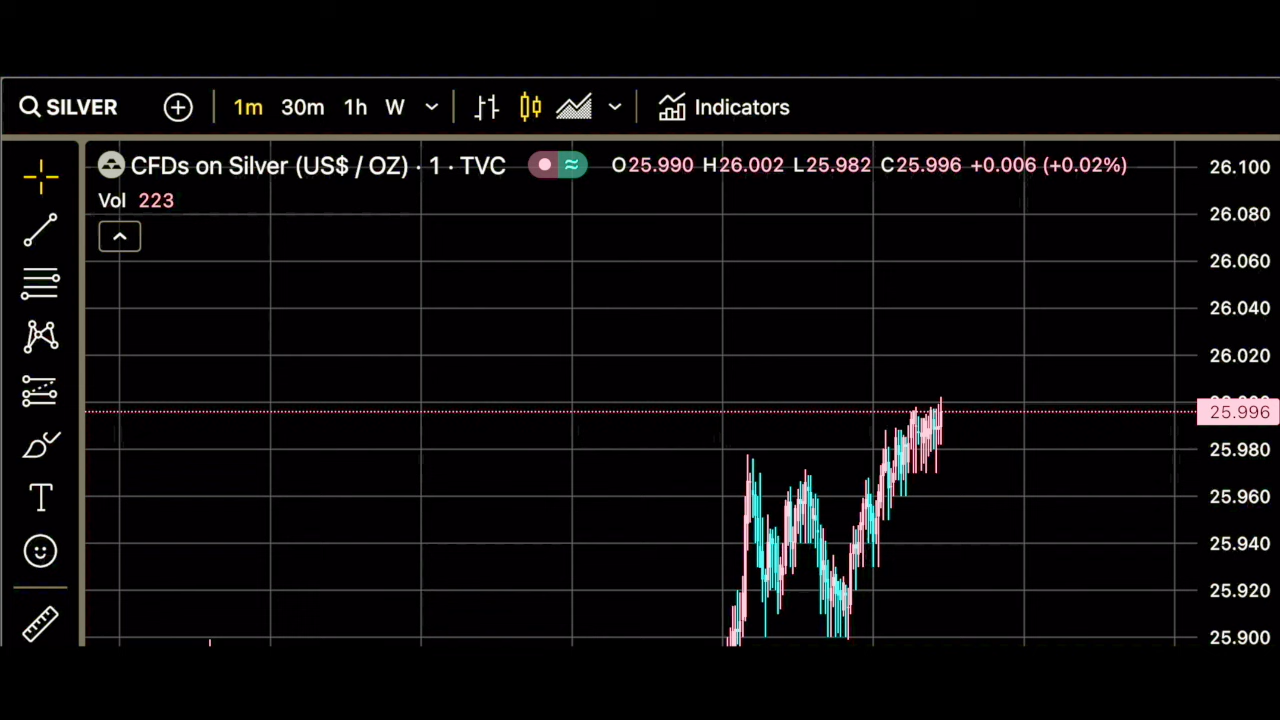 SILVER 1m 30m 1h W Indicators
CFDs on Silver (US$ / OZ) · 1 · TVC O25.990 H26.002 L25.982 C25.996 +0.006 (+0.02%)
Vol 223
26.100
26.080
26.060
26.040
26.020
25.996
25.980
25.960
25.940
25.920
25.900
T